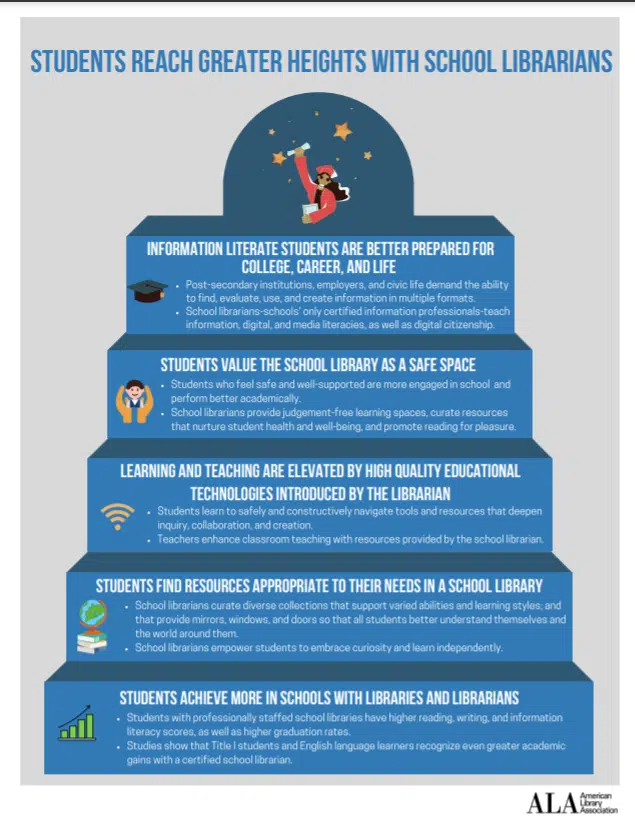 STUDENTS REACH GREATER HEIGHTS WITH SCHOOL LIBRARIANS
INFORMATION LITERATE STUDENTS ARE BETTER PREPARED FOR
COLLEGE, CAREER, AND LIFE
• Post-secondary institutions, employers, and civic life demand the ability
to find, evaluate, use, and create information in multiple formats.
• School librarians-schools' only certified information professionals-teach
information, digital, and media literacies, as well as digital citizenship.
STUDENTS VALUE THE SCHOOL LIBRARY AS A SAFE SPACE
• Students who feel safe and well-supported are more engaged in school and
perform better academically.
• School librarians provide judgement-free learning spaces, curate resources
that nurture student health and well-being, and promote reading for pleasure.
LEARNING AND TEACHING ARE ELEVATED BY HIGH QUALITY EDUCATIONAL
TECHNOLOGIES INTRODUCED BY THE LIBRARIAN
• Students learn to safely and constructively navigate tools and resources that deepen
inquiry, collaboration, and creation.
• Teachers enhance classroom teaching with resources provided by the school librarian.
STUDENTS FIND RESOURCES APPROPRIATE TO THEIR NEEDS IN A SCHOOL LIBRARY
• School librarians curate diverse collections that support varied abilities and learning styles; and
that provide mirrors, windows, and doors so that all students better understand themselves and
the world around them.
• School librarians empower students to embrace curiosity and learn independently.
STUDENTS ACHIEVE MORE IN SCHOOLS WITH LIBRARIES AND LIBRARIANS
• Students with professionally staffed school libraries have higher reading, writing, and information
literacy scores, as well as higher graduation rates.
• Studies show that Title I students and English language learners recognize even greater academic
gains with a certified school librarian.
ALA American
Library
Association